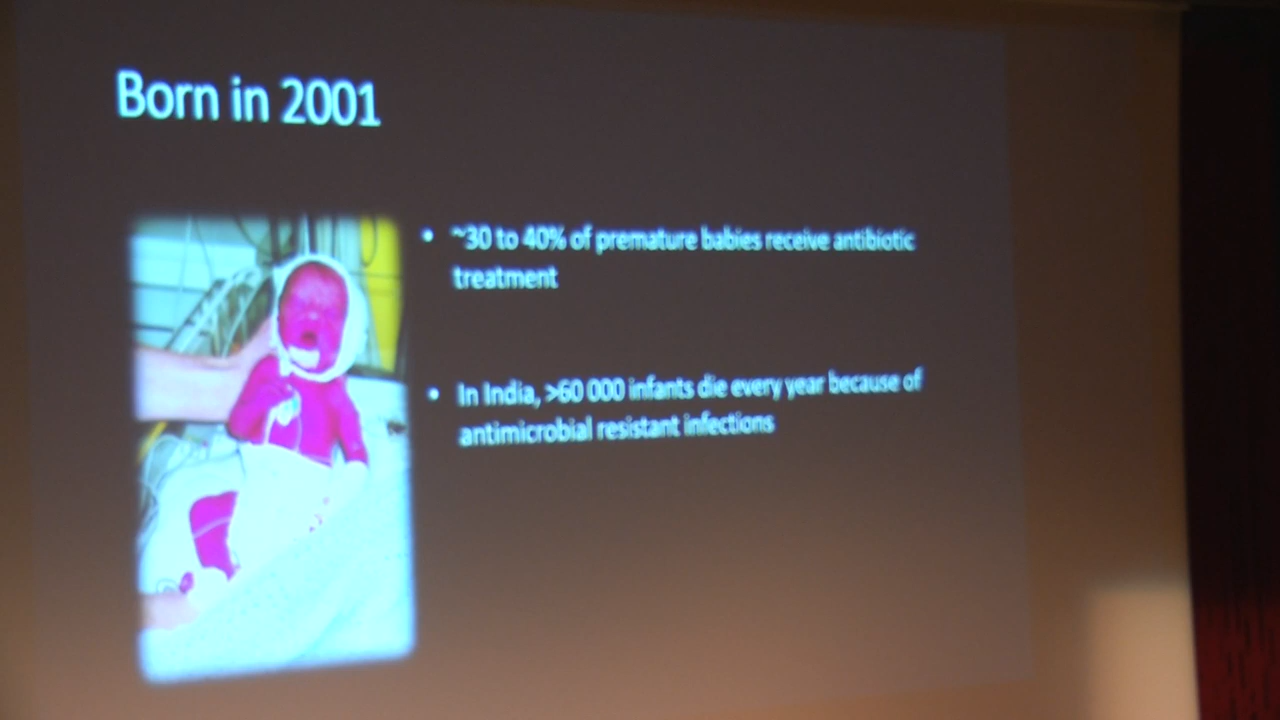 Born in 2001
• ~30 to 40% of premature babies receive antibiotic
treatment
• In India, >60 000 infants die every year because of
antimicrobial resistant infections